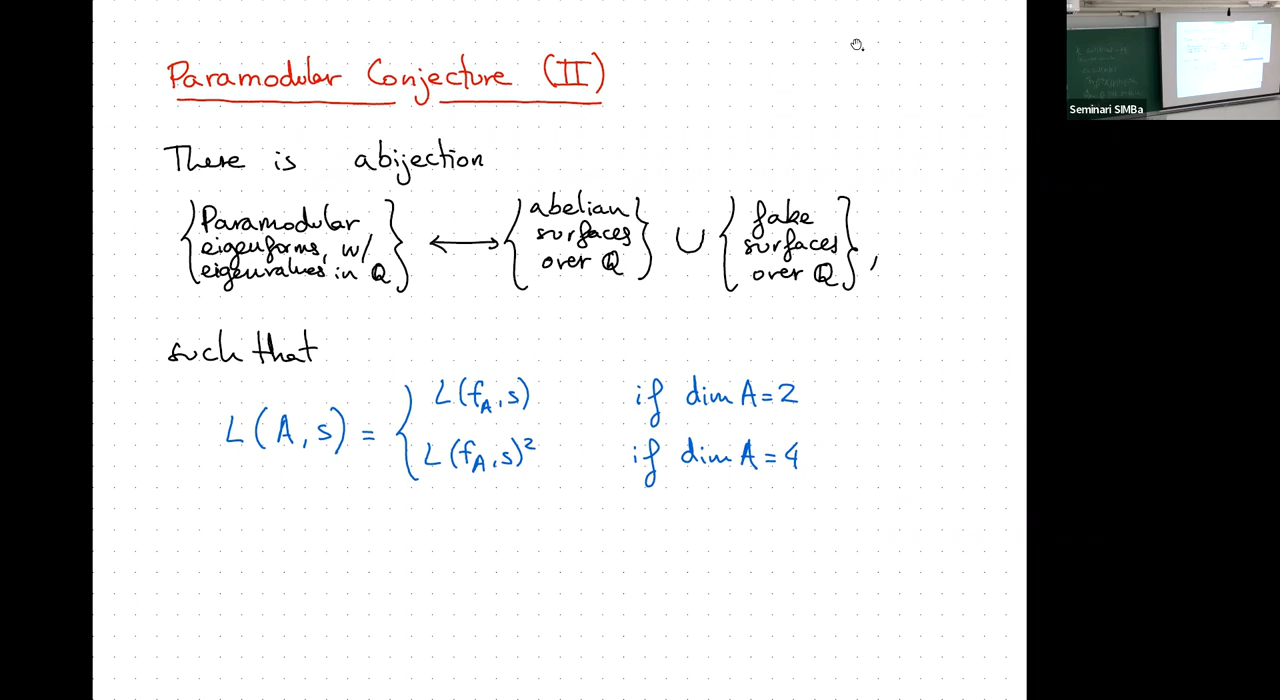 Paramodular Conjecture (II)
There is abijection
{Paramodular eigenforms, w/ eigenvalues in ℚ} ⟷ {abelian surfaces over ℚ} ∪ {fake surfaces over ℚ},
such that
L(A,s) = { L(f_A,s) if dim A = 2
L(f_A,s)² if dim A = 4
Seminari SIMBa